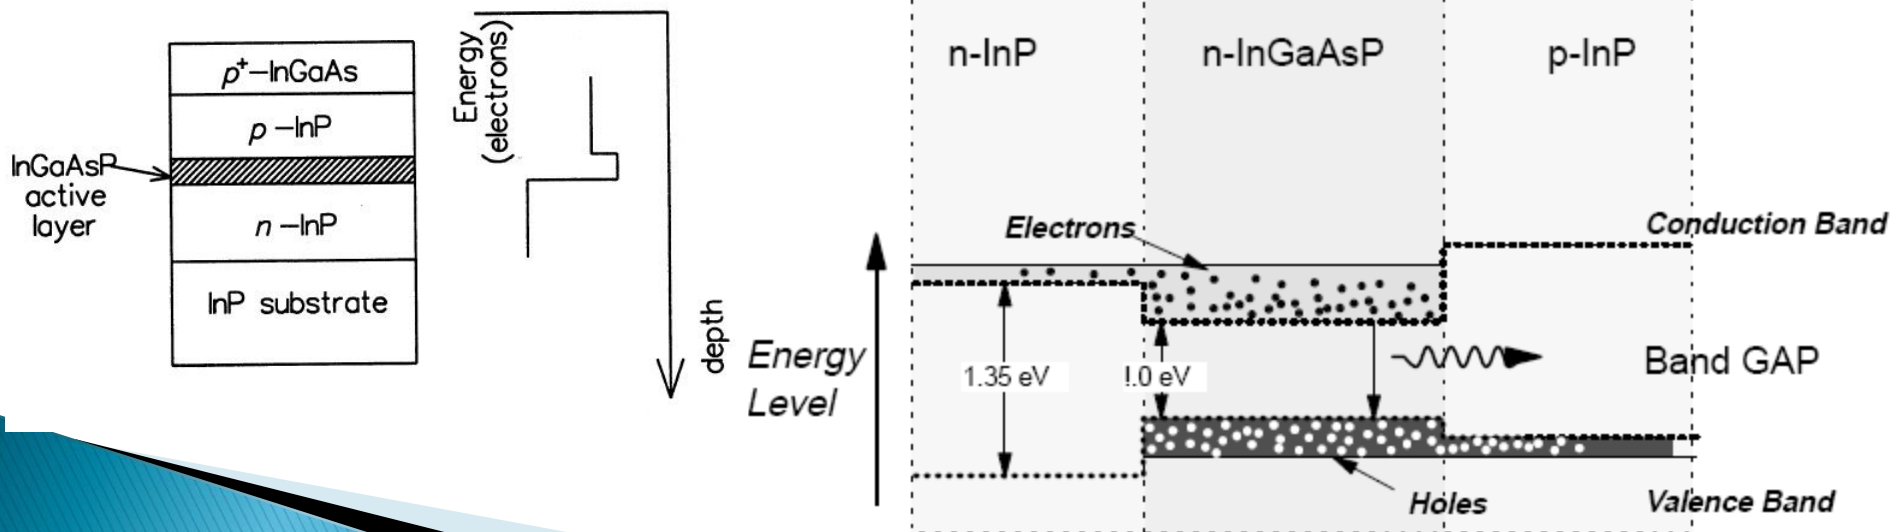 p⁺–InGaAs
p –InP
InGaAsP
active
layer
n –InP
InP substrate
Energy
(electrons)
depth
n-InP
n-InGaAsP
p-InP
Electrons
Conduction Band
Energy
Level
1.35 eV
1.0 eV
Band GAP
Holes
Valence Band